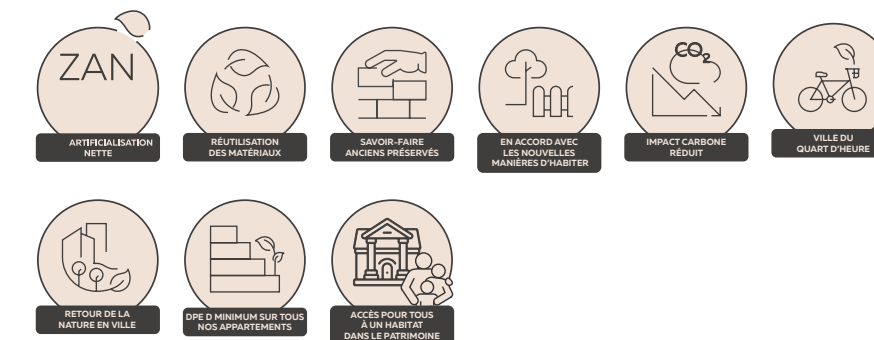 ZAN
ARTIFICIALISATION
NETTE
RÉUTILISATION
DES MATÉRIAUX
SAVOIR-FAIRE
ANCIENS PRÉSERVÉS
EN ACCORD AVEC
LES NOUVELLES
MANIÈRES D'HABITER
CO2
IMPACT CARBONE
RÉDUIT
VILLE DU
QUART D'HEURE
RETOUR DE LA
NATURE EN VILLE
DPE D MINIMUM SUR TOUS
NOS APPARTEMENTS
ACCÈS POUR TOUS
À UN HABITAT
DANS LE PATRIMOINE